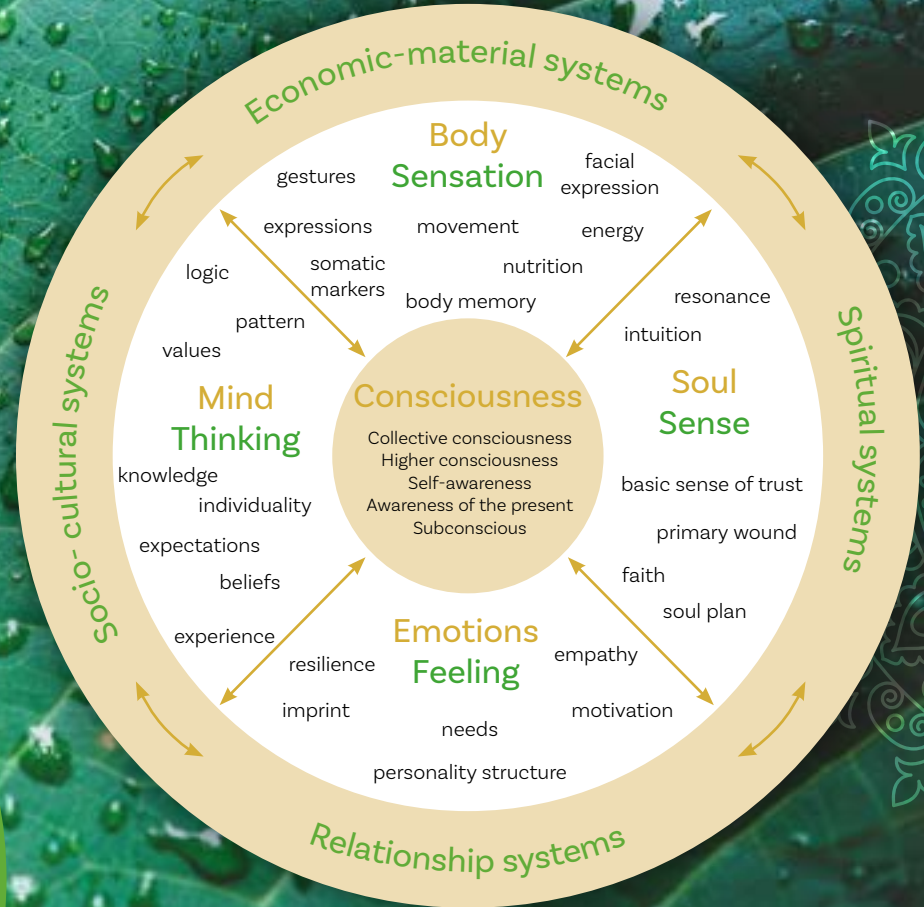 Economic-material systems
Body
Sensation
gestures
facial
expression
expressions
movement
energy
somatic
markers
nutrition
body memory
Socio- cultural systems
logic
pattern
values
Mind
Thinking
knowledge
individuality
expectations
beliefs
experience
Consciousness
Collective consciousness
Higher consciousness
Self-awareness
Awareness of the present
Subconscious
resonance
intuition
Soul
Sense
basic sense of trust
primary wound
faith
soul plan
Spiritual systems
Emotions
Feeling
resilience
empathy
imprint
motivation
needs
personality structure
Relationship systems